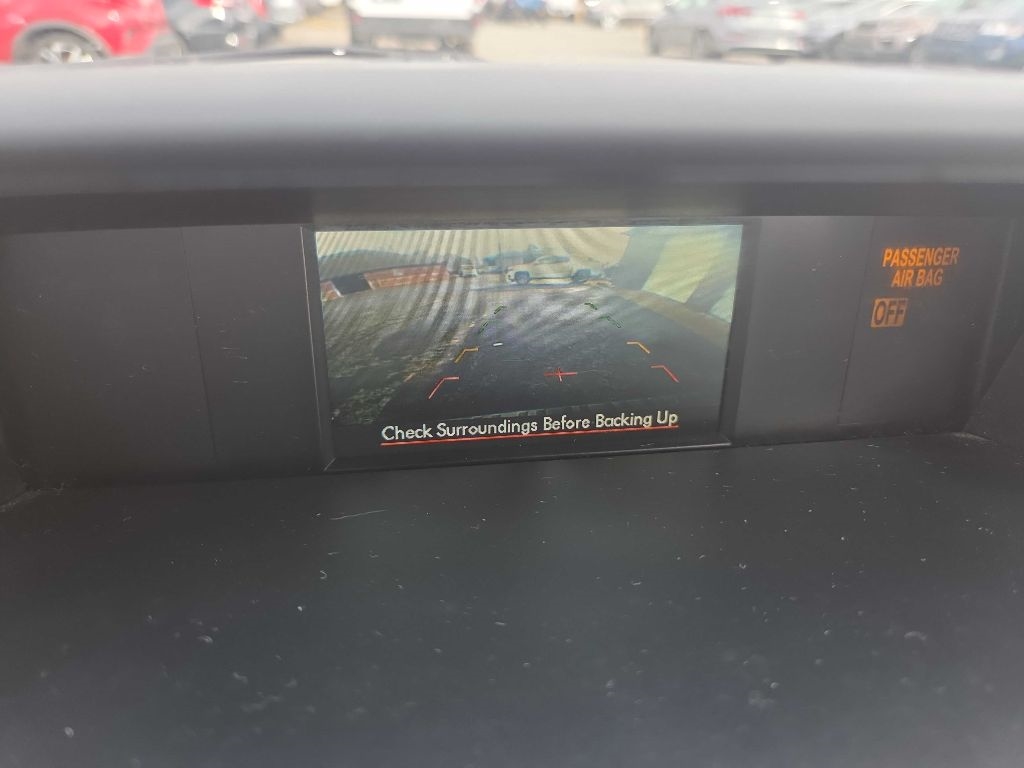 PASSENGER
AIR BAG
OFF
Check Surroundings Before Backing Up